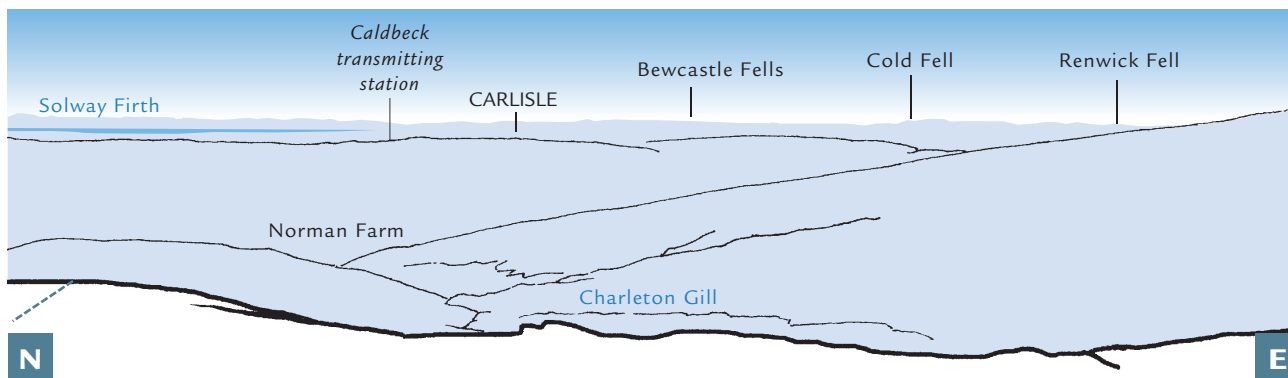 Caldbeck
transmitting
station
Solway Firth
CARLISLE
Bewcastle Fells
Cold Fell
Renwick Fell
Norman Farm
Charleton Gill
N
E